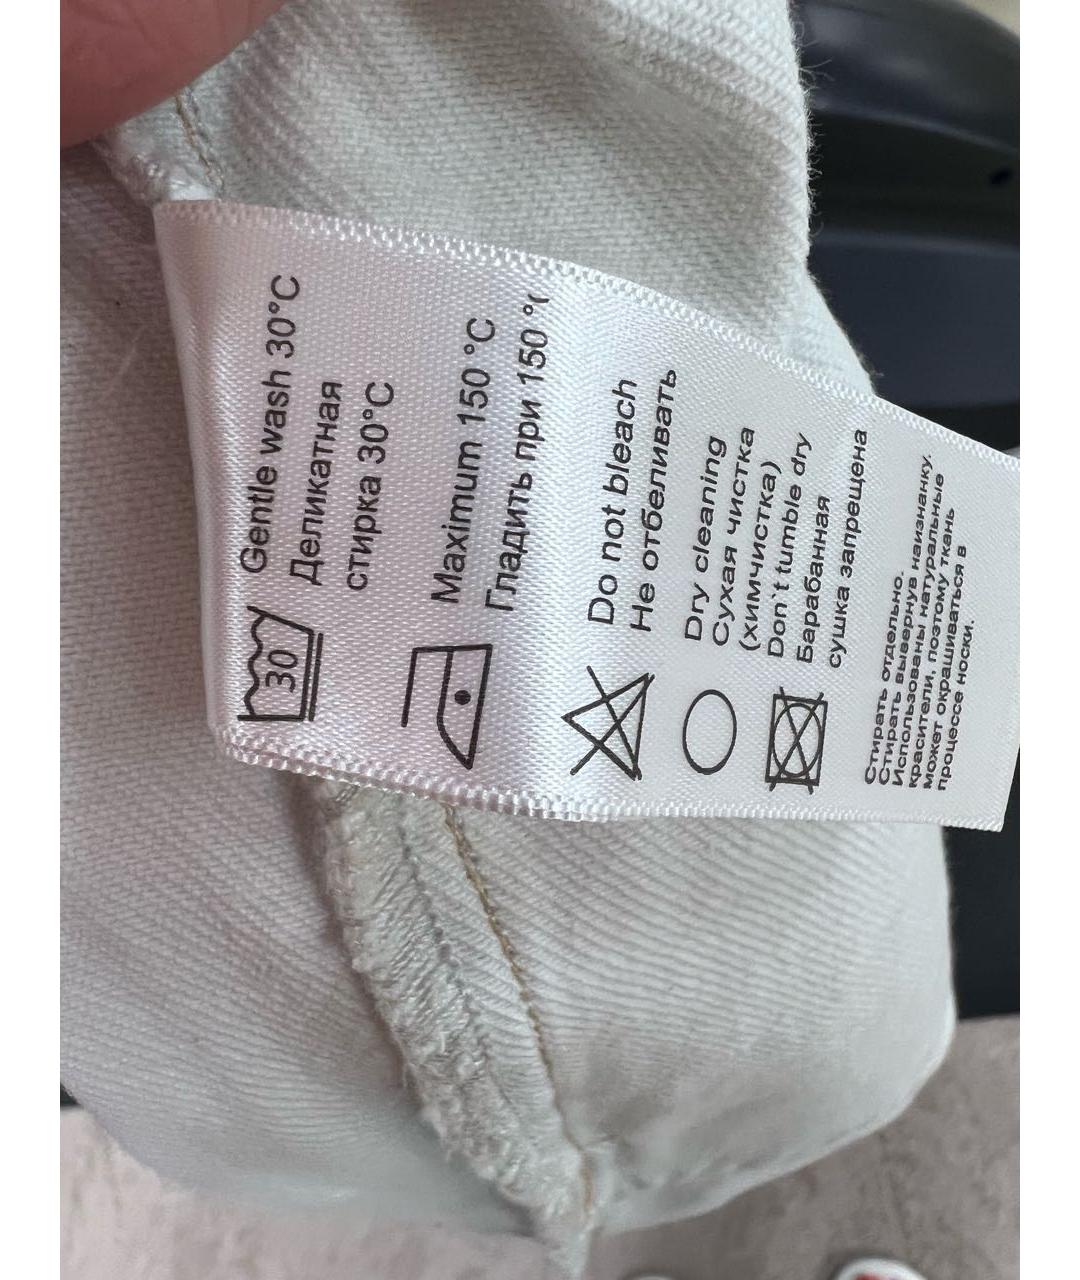 30
Gentle wash 30°C
Деликатная
стирка 30°C
Maximum 150 °C
Гладить при 150 °(
Do not bleach
Не отбеливать
Dry cleaning
Сухая чистка
(химчистка)
Don't tumble dry
Барабанная
сушка запрещена
Стирать отдельно.
Стирать вывернув наизнанку.
Использованы натуральные
красители, поэтому ткань
может окрашиваться в
процессе носки.